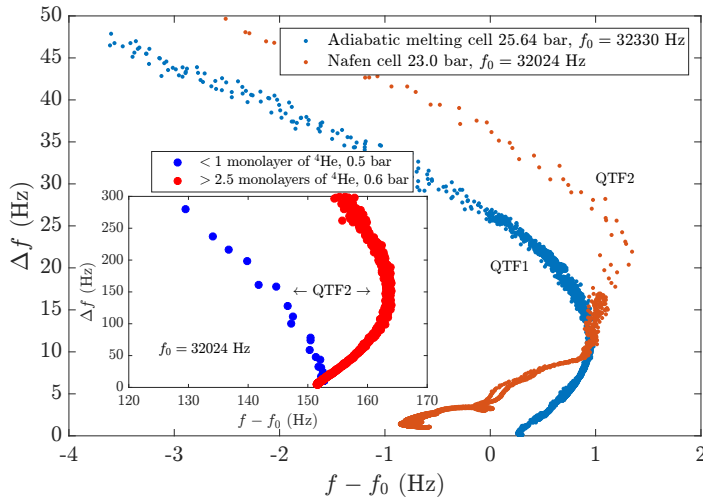 50
45
40
35
30
25
20
15
10
5
0
Δf (Hz)
-4 -3 -2 -1 0 1 2
f − f₀ (Hz)
Adiabatic melting cell 25.64 bar, f₀ = 32330 Hz
Nafen cell 23.0 bar, f₀ = 32024 Hz
QTF2
QTF1
< 1 monolayer of ⁴He, 0.5 bar
> 2.5 monolayers of ⁴He, 0.6 bar
300
250
200
150
100
50
0
Δf (Hz)
← QTF2 →
f₀ = 32024 Hz
120 130 140 150 160 170
f − f₀ (Hz)